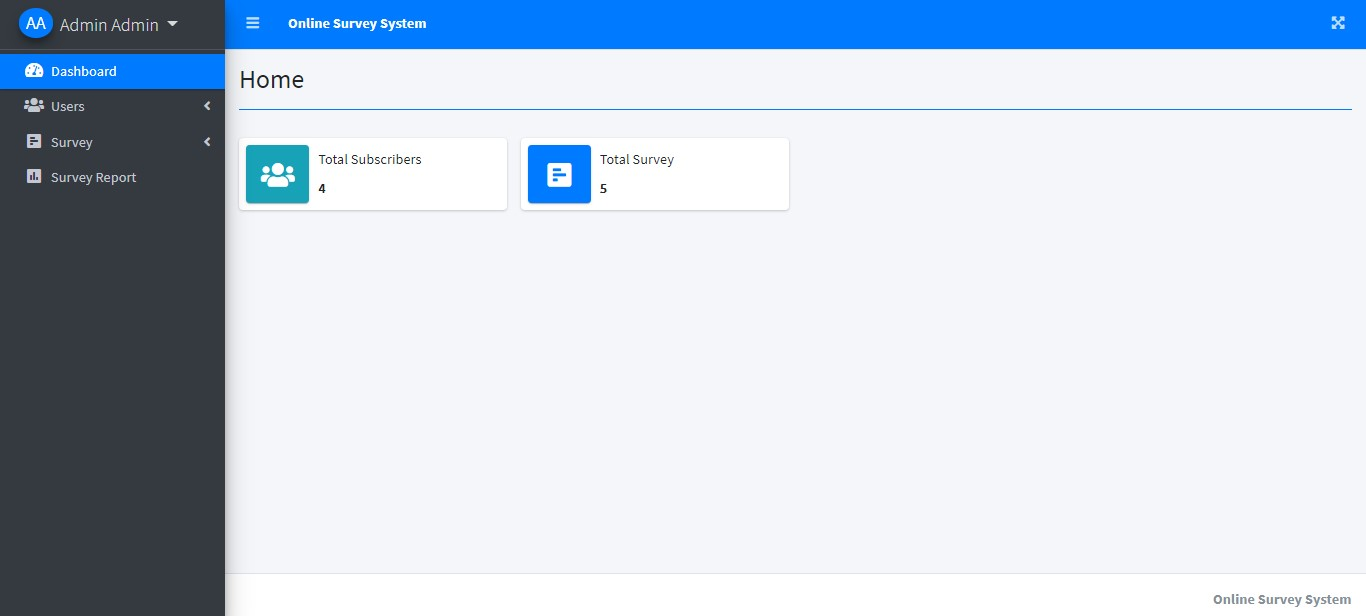 AA Admin Admin
Online Survey System
Dashboard
Users
Survey
Survey Report
Home
Total Subscribers
4
Total Survey
5
Online Survey System